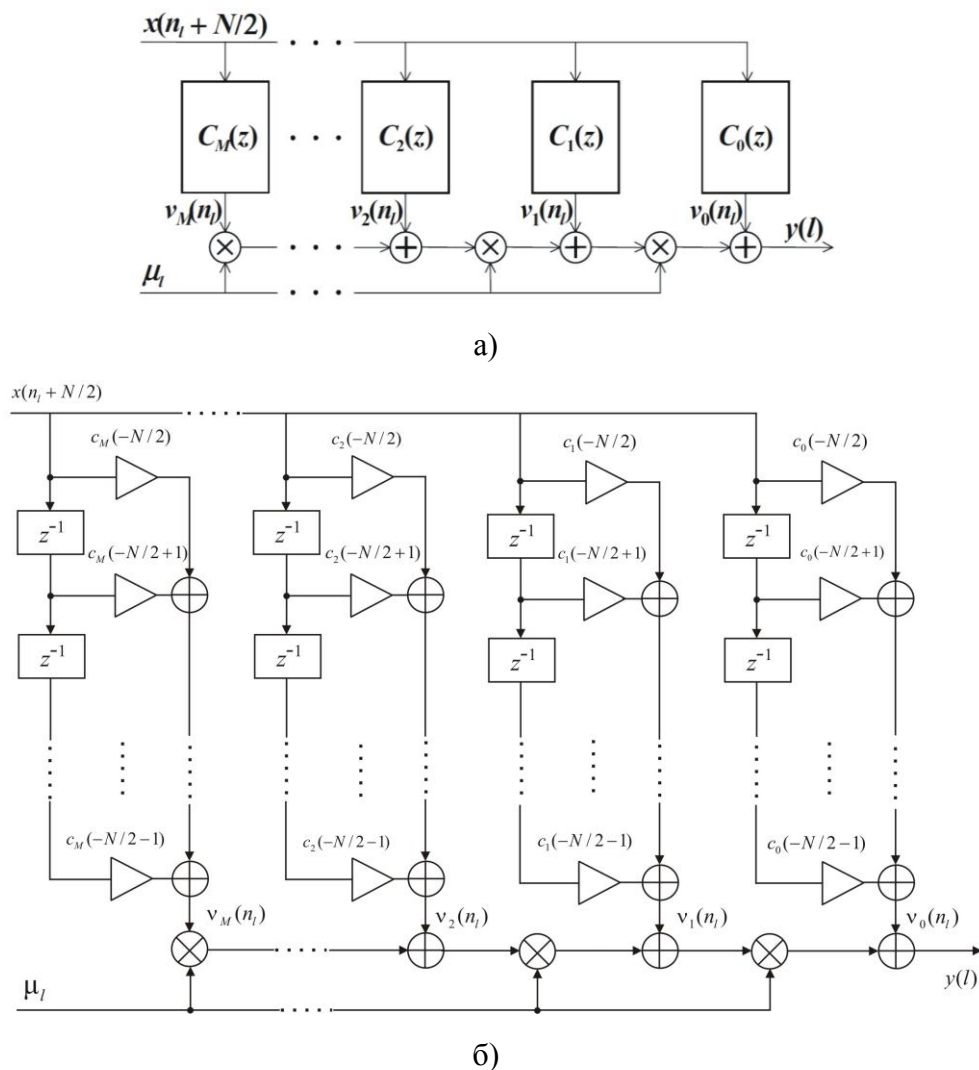 x(n_l + N/2)
C_M(z) C_2(z) C_1(z) C_0(z)
v_M(n_l) v_2(n_l) v_1(n_l) v_0(n_l)
y(l)
μ_l
а)
x(n_l + N/2)
c_M(-N/2) c_2(-N/2) c_1(-N/2) c_0(-N/2)
z^{-1} z^{-1} z^{-1} z^{-1}
c_M(-N/2+1) c_2(-N/2+1) c_1(-N/2+1) c_0(-N/2+1)
z^{-1} z^{-1} z^{-1} z^{-1}
c_M(-N/2-1) c_2(-N/2-1) c_1(-N/2-1) c_0(-N/2-1)
ν_M(n_l) ν_2(n_l) ν_1(n_l) ν_0(n_l)
μ_l
y(l)
б)